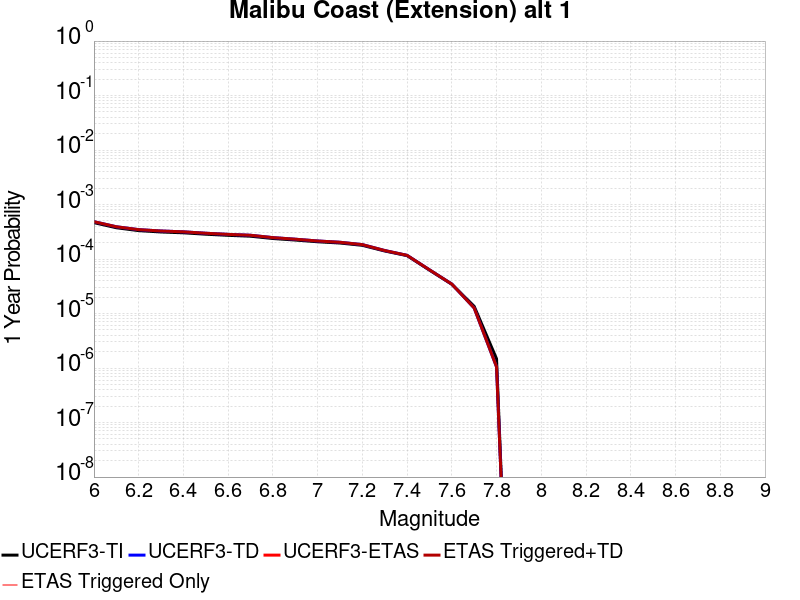 Malibu Coast (Extension) alt 1
10^0
10^-1
10^-2
10^-3
10^-4
10^-5
10^-6
10^-7
10^-8
1 Year Probability
6 6.2 6.4 6.6 6.8 7 7.2 7.4 7.6 7.8 8 8.2 8.4 8.6 8.8 9
Magnitude
UCERF3-TI UCERF3-TD UCERF3-ETAS ETAS Triggered+TD
ETAS Triggered Only